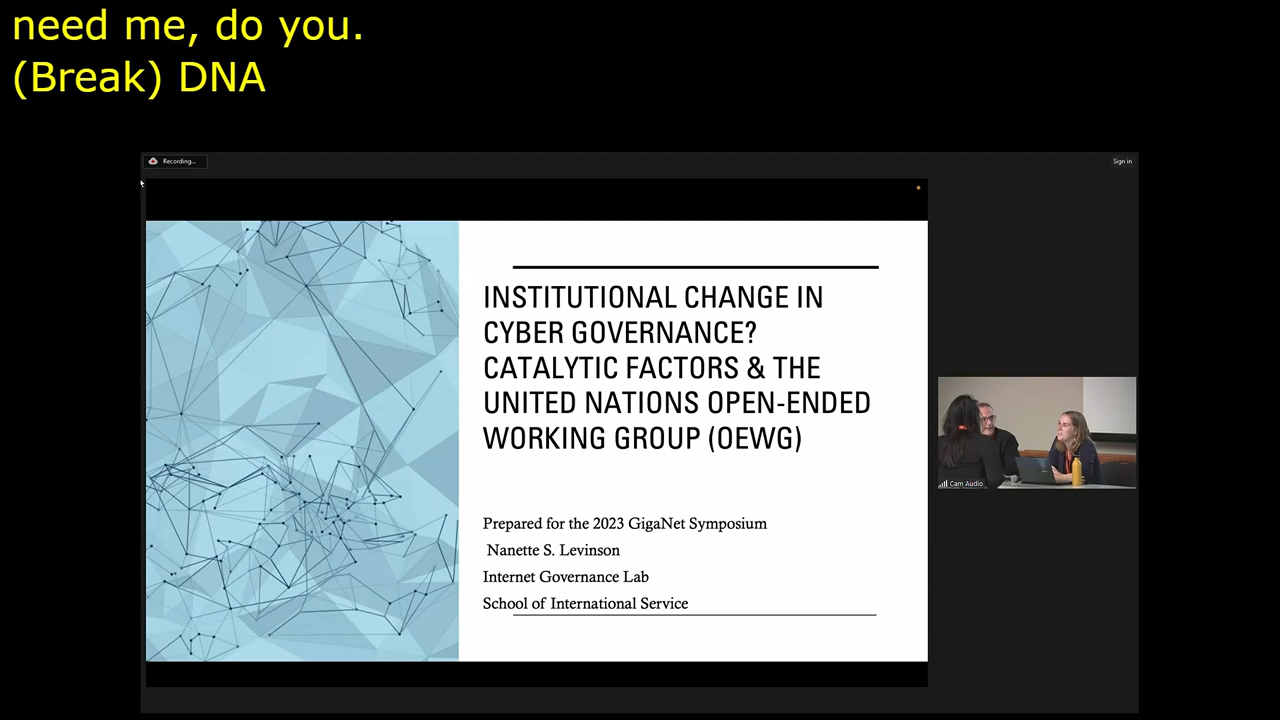 need me, do you.
(Break) DNA
Recording...
Sign in
INSTITUTIONAL CHANGE IN
CYBER GOVERNANCE?
CATALYTIC FACTORS & THE
UNITED NATIONS OPEN-ENDED
WORKING GROUP (OEWG)
Prepared for the 2023 GigaNet Symposium
Nanette S. Levinson
Internet Governance Lab
School of International Service
Cam Audio